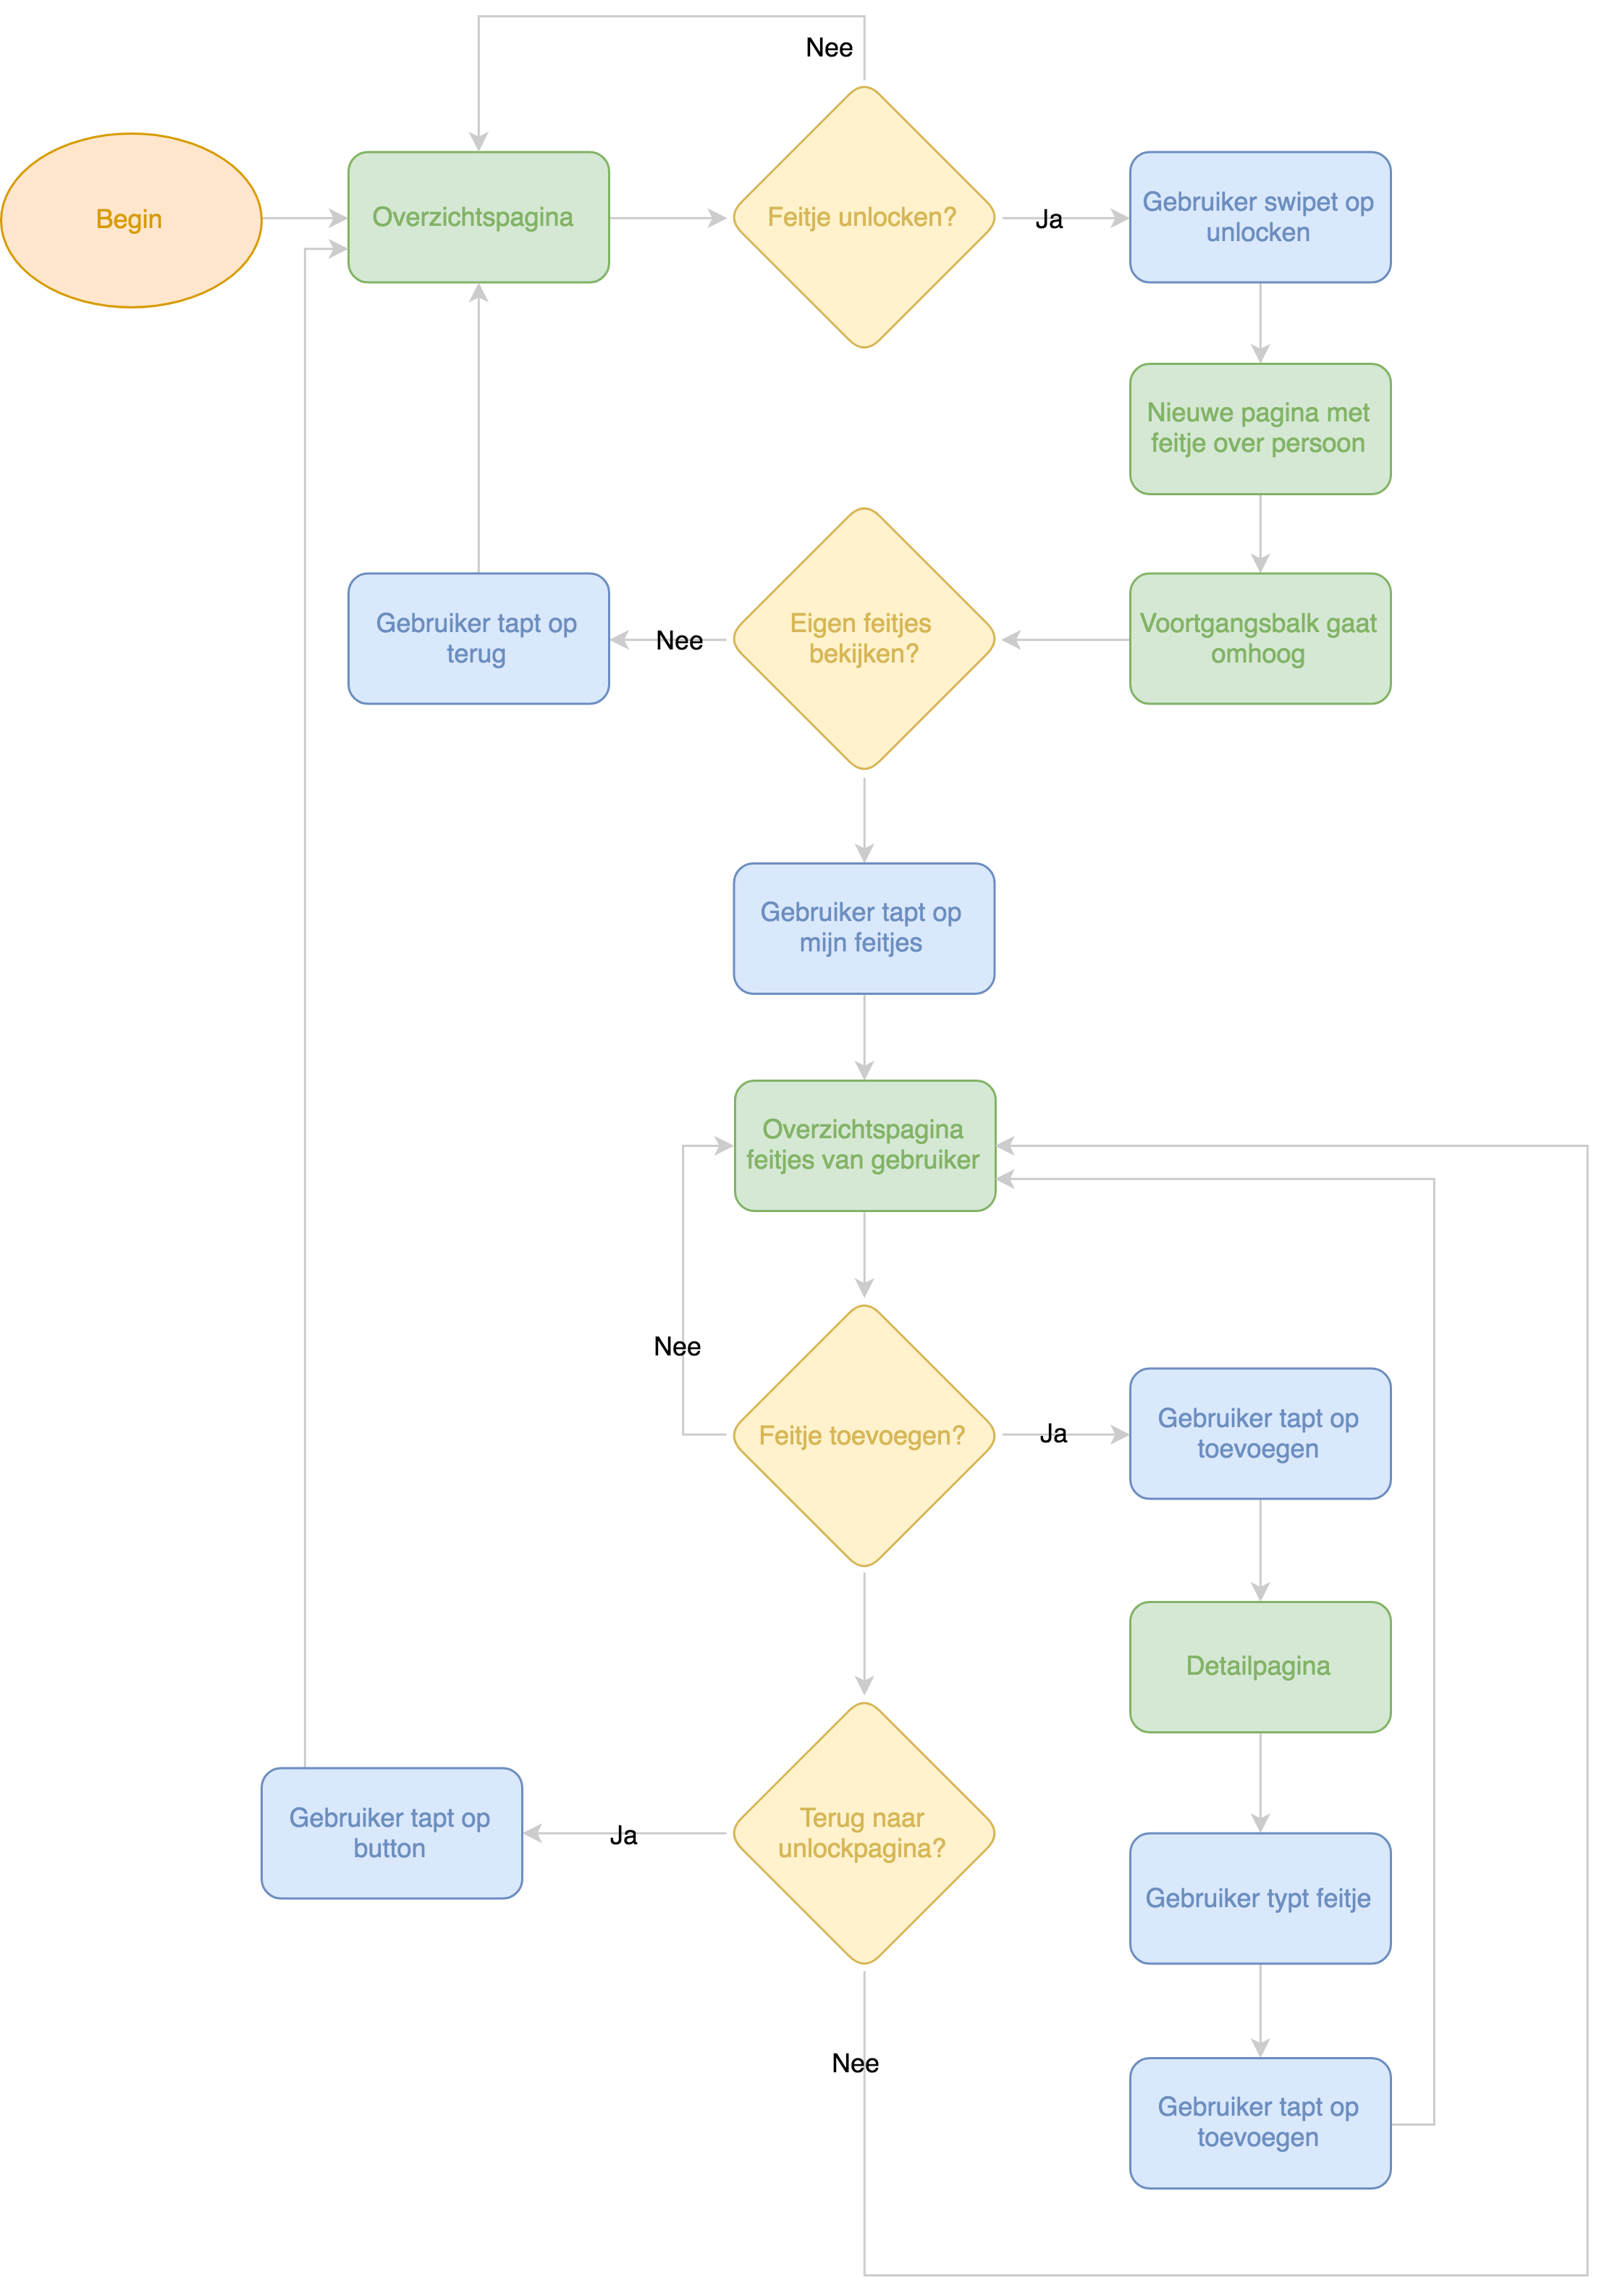 Nee
Begin
Overzichtspagina
Feitje unlocken?
Ja
Gebruiker swipet op
unlocken
Nieuwe pagina met
feitje over persoon
Gebruiker tapt op
terug
Nee
Eigen feitjes
bekijken?
Voortgangsbalk gaat
omhoog
Gebruiker tapt op
mijn feitjes
Overzichtspagina
feitjes van gebruiker
Nee
Feitje toevoegen?
Ja
Gebruiker tapt op
toevoegen
Detailpagina
Gebruiker tapt op
button
Ja
Terug naar
unlockpagina?
Gebruiker typt feitje
Nee
Gebruiker tapt op
toevoegen